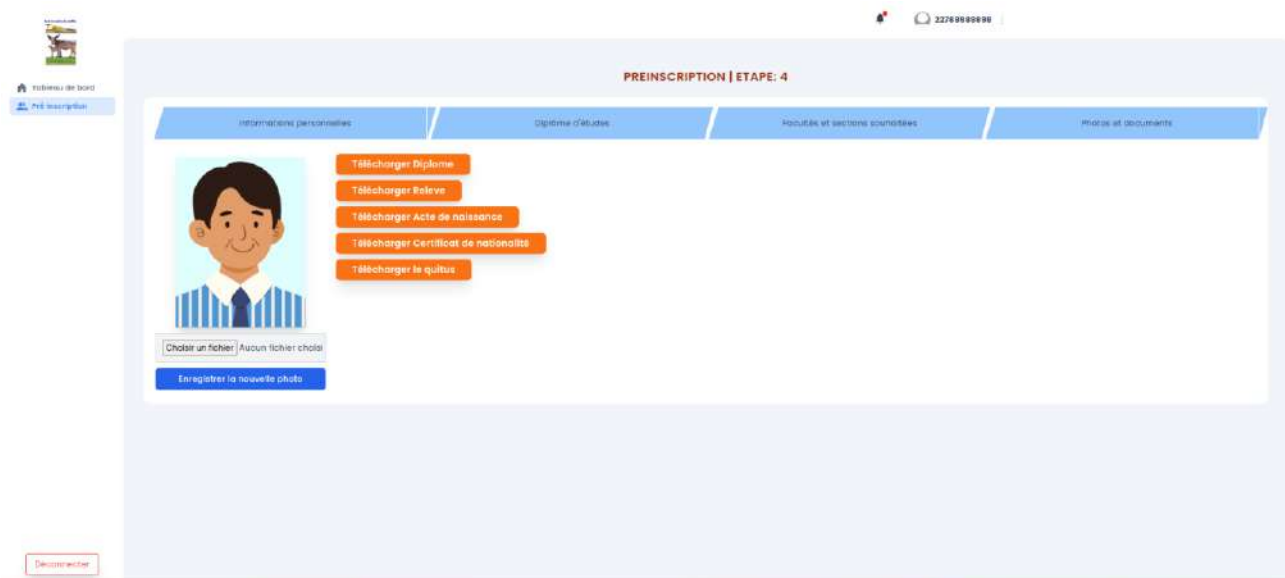 22789898998
Tableau de bord
Pré-inscription
PREINSCRIPTION | ETAPE: 4
Informations personnelles
Diplôme d'études
Facultés et sections souhaitées
Photos et documents
Télécharger Diplome
Télécharger Releve
Télécharger Acte de naissance
Télécharger Certificat de nationalité
Télécharger le quitus
Choisir un fichier Aucun fichier choisi
Enregistrer la nouvelle photo
Déconnecter